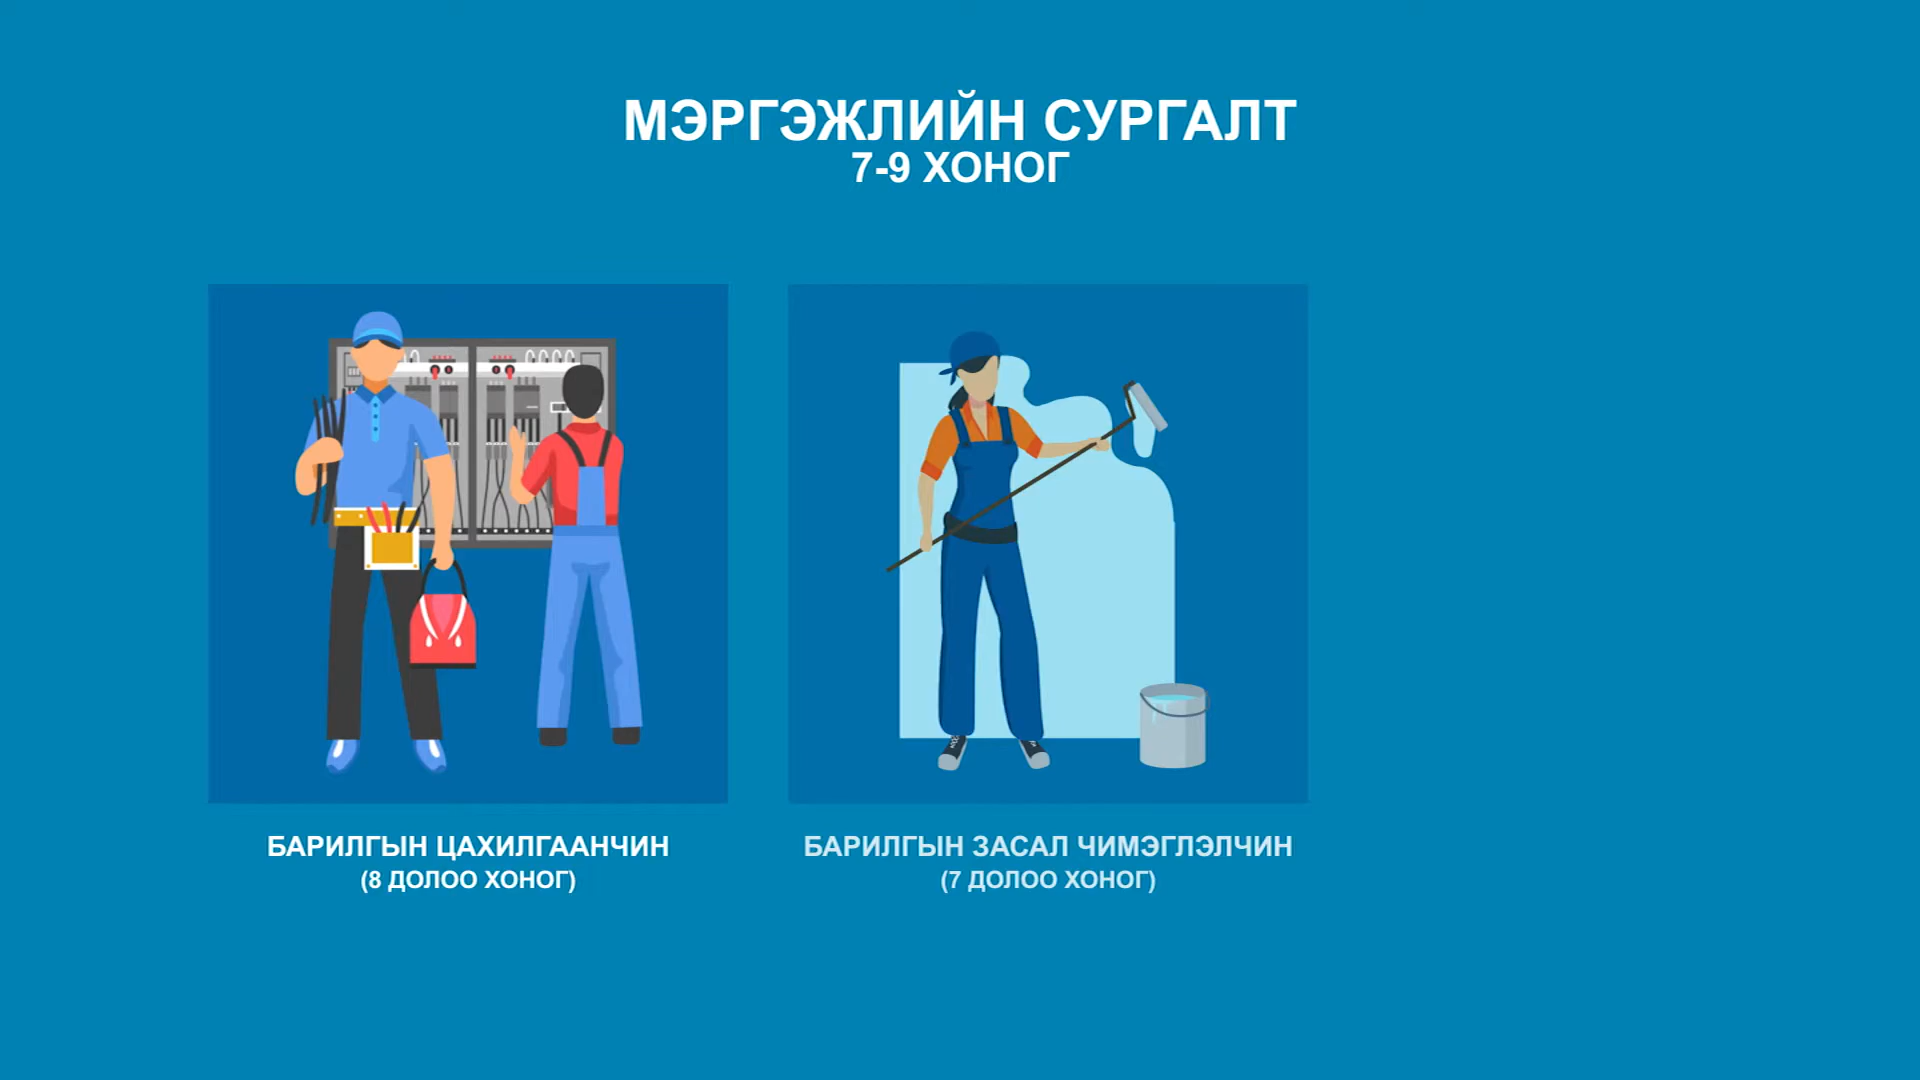 МЭРГЭЖЛИЙН СУРГАЛТ
7-9 ХОНОГ
БАРИЛГЫН ЦАХИЛГААНЧИН
(8 ДОЛОО ХОНОГ)
БАРИЛГЫН ЗАСАЛ ЧИМЭГЛЭЛЧИН
(7 ДОЛОО ХОНОГ)